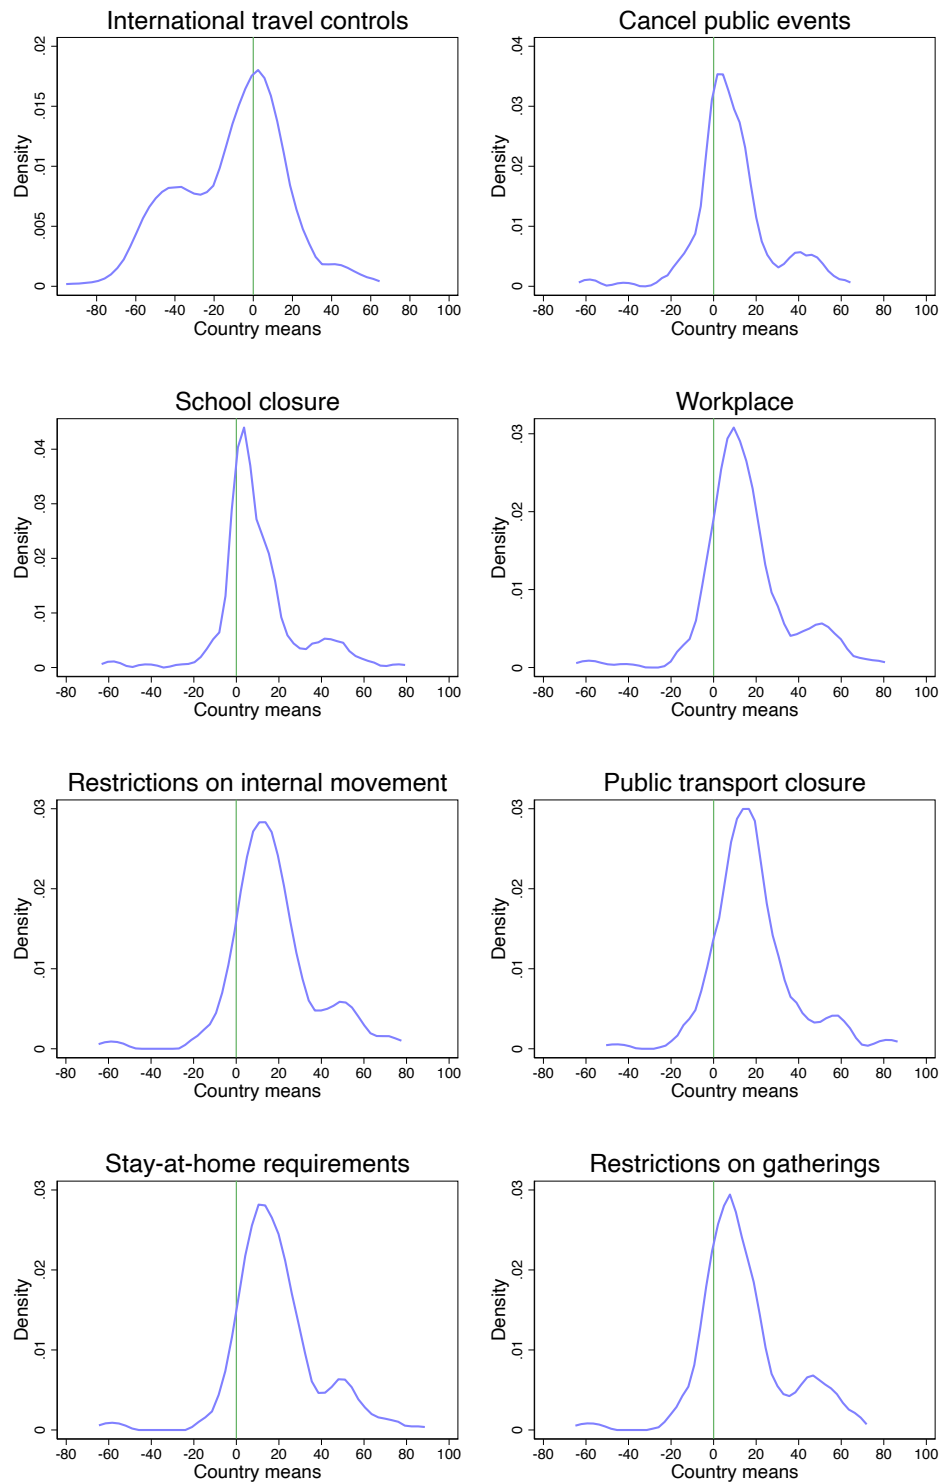 International travel controls
Density
0 .005 .01 .015 .02
-80 -60 -40 -20 0 20 40 60 80 100
Country means
Cancel public events
Density
0 .01 .02 .03 .04
-80 -60 -40 -20 0 20 40 60 80 100
Country means
School closure
Density
0 .01 .02 .03 .04
-80 -60 -40 -20 0 20 40 60 80 100
Country means
Workplace
Density
0 .01 .02 .03
-80 -60 -40 -20 0 20 40 60 80 100
Country means
Restrictions on internal movement
Density
0 .01 .02 .03
-80 -60 -40 -20 0 20 40 60 80 100
Country means
Public transport closure
Density
0 .01 .02 .03
-80 -60 -40 -20 0 20 40 60 80 100
Country means
Stay-at-home requirements
Density
0 .01 .02 .03
-80 -60 -40 -20 0 20 40 60 80 100
Country means
Restrictions on gatherings
Density
0 .01 .02 .03
-80 -60 -40 -20 0 20 40 60 80 100
Country means